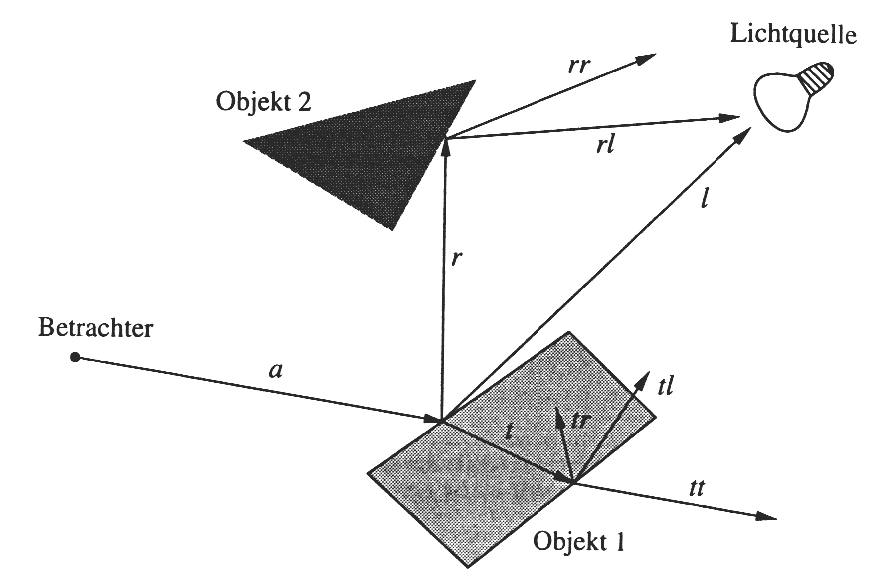 Lichtquelle
rr
Objekt 2
rl
l
r
Betrachter
a
tl
t
tr
tt
Objekt 1